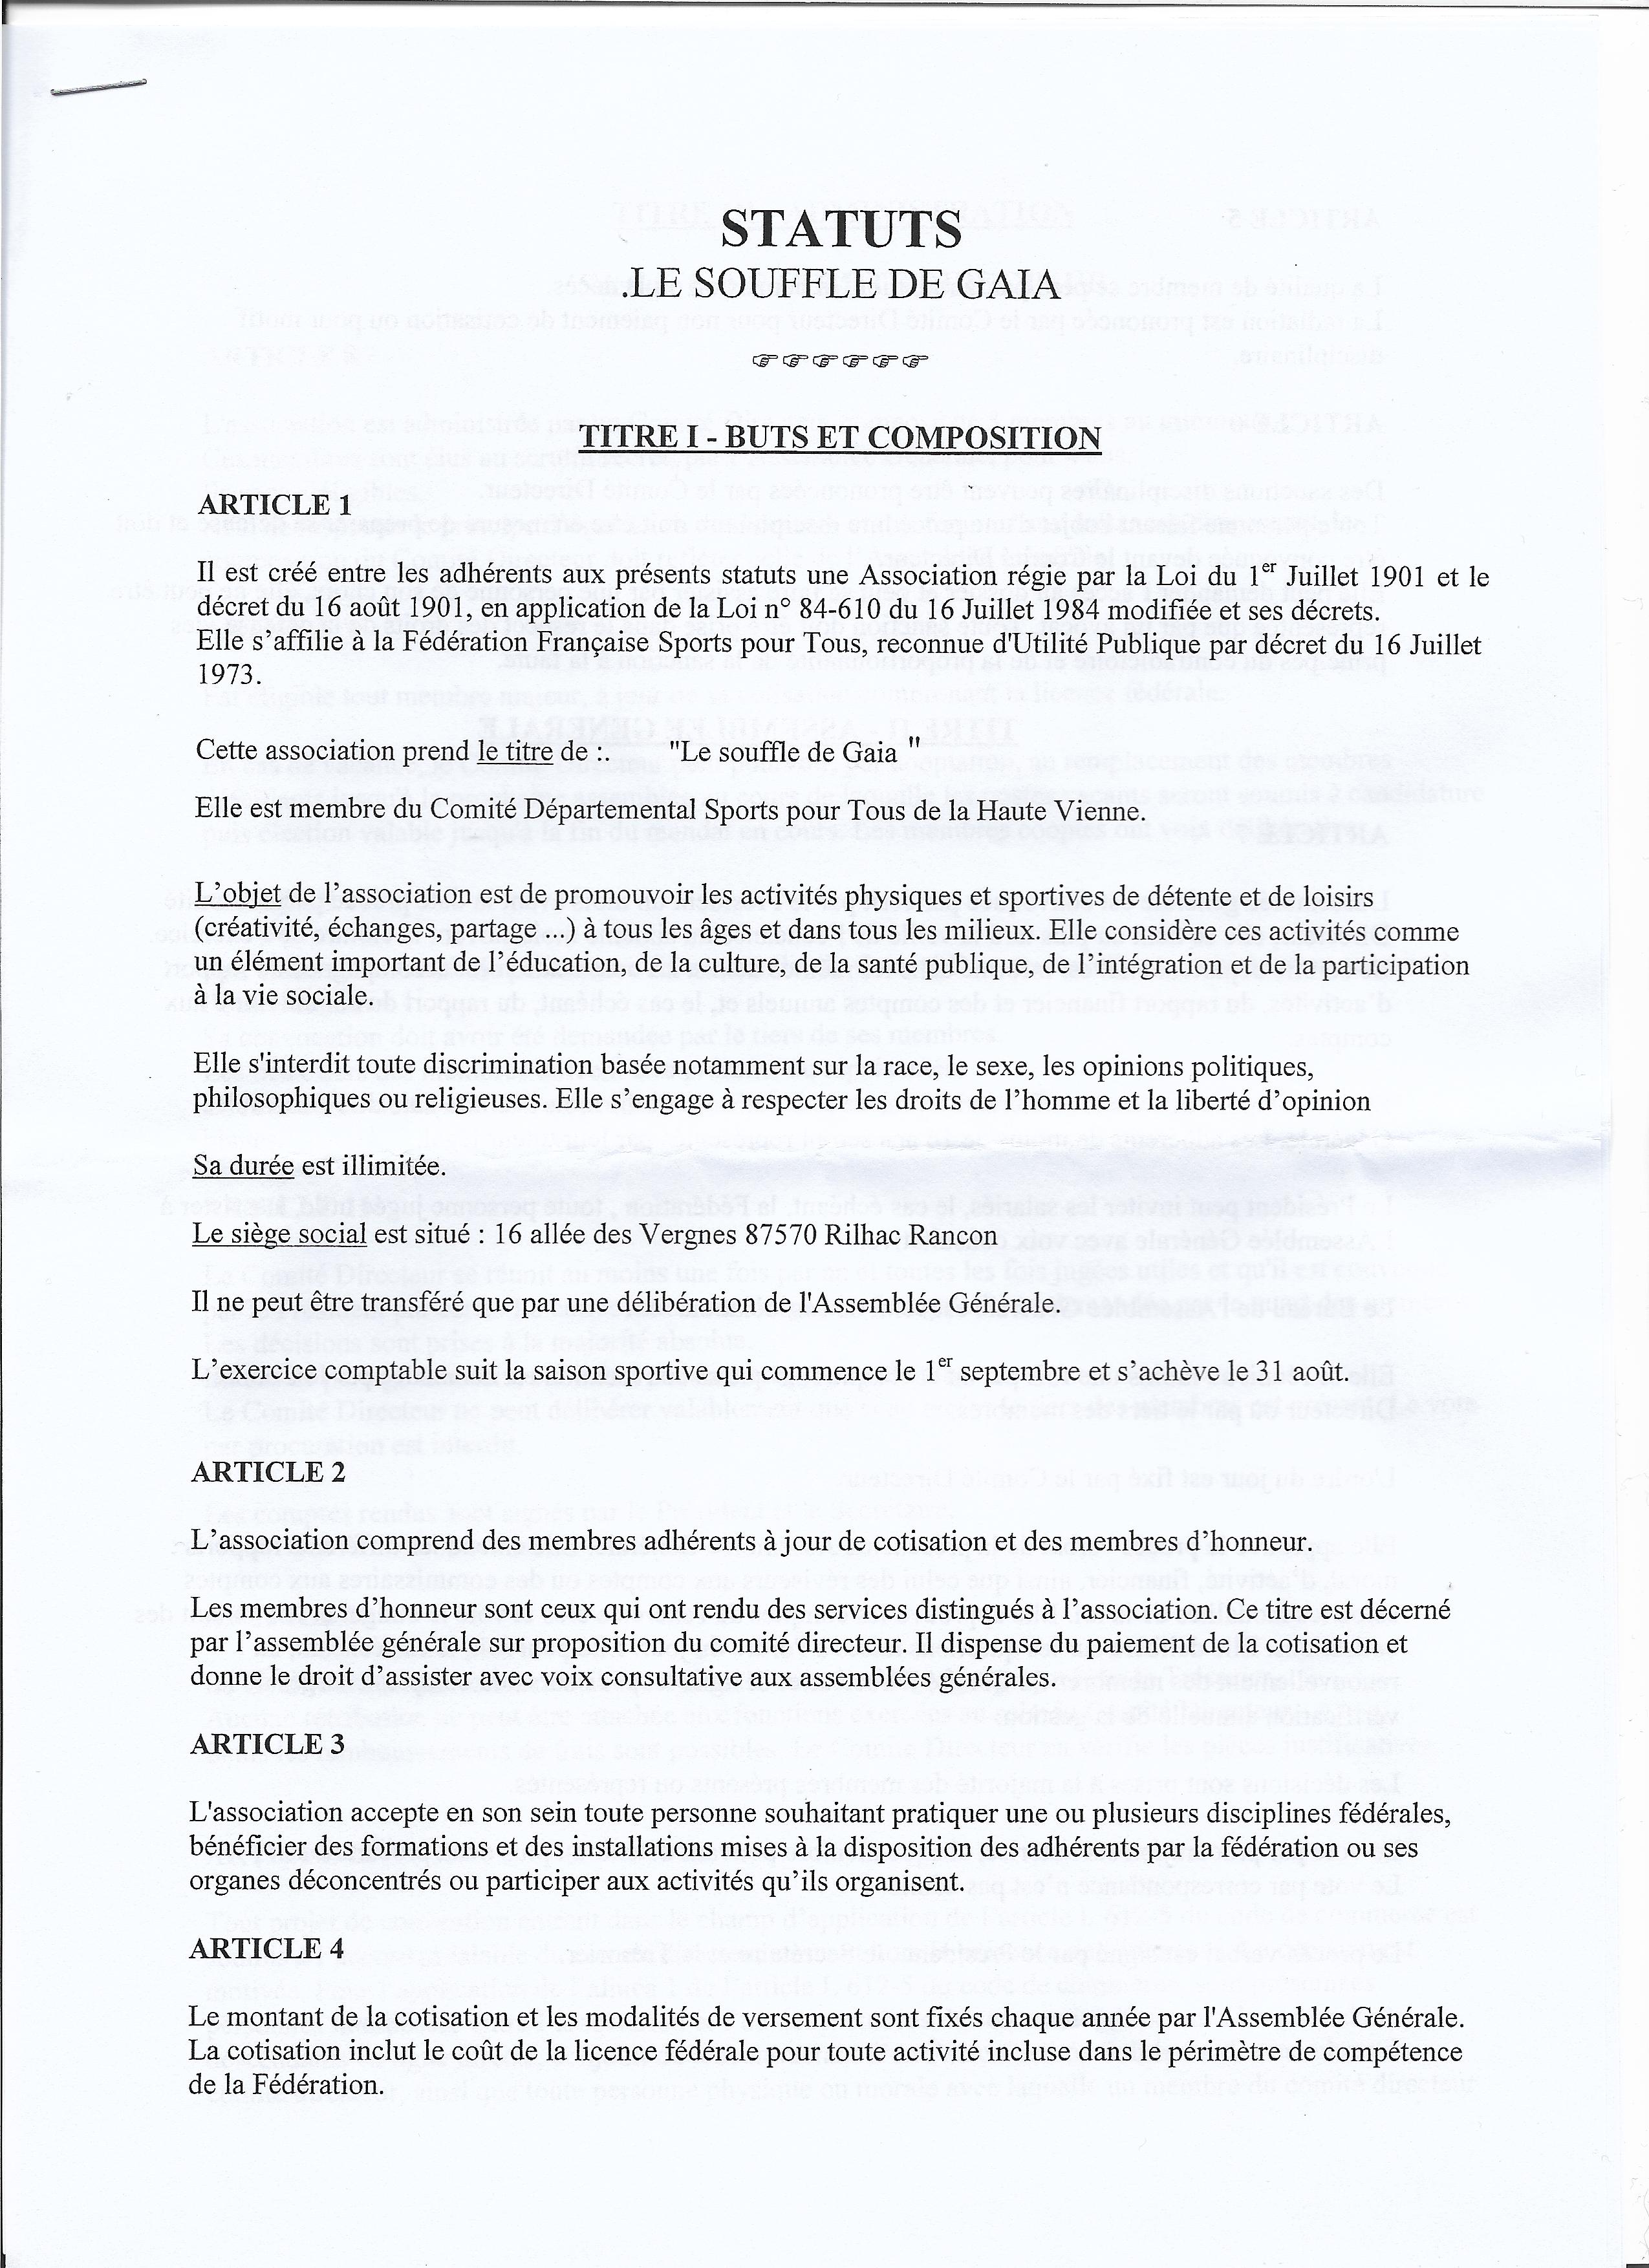 STATUTS
.LE SOUFFLE DE GAIA
☞☞☞☞☞☞
TITRE I - BUTS ET COMPOSITION
ARTICLE 1
Il est créé entre les adhérents aux présents statuts une Association régie par la Loi du 1er Juillet 1901 et le
décret du 16 août 1901, en application de la Loi n° 84-610 du 16 Juillet 1984 modifiée et ses décrets.
Elle s’affilie à la Fédération Française Sports pour Tous, reconnue d'Utilité Publique par décret du 16 Juillet
1973.
Cette association prend le titre de :. "Le souffle de Gaia "
Elle est membre du Comité Départemental Sports pour Tous de la Haute Vienne.
L’objet de l’association est de promouvoir les activités physiques et sportives de détente et de loisirs
(créativité, échanges, partage ...) à tous les âges et dans tous les milieux. Elle considère ces activités comme
un élément important de l’éducation, de la culture, de la santé publique, de l’intégration et de la participation
à la vie sociale.
Elle s'interdit toute discrimination basée notamment sur la race, le sexe, les opinions politiques,
philosophiques ou religieuses. Elle s’engage à respecter les droits de l’homme et la liberté d’opinion
Sa durée est illimitée.
Le siège social est situé : 16 allée des Vergnes 87570 Rilhac Rancon
Il ne peut être transféré que par une délibération de l'Assemblée Générale.
L’exercice comptable suit la saison sportive qui commence le 1er septembre et s’achève le 31 août.
ARTICLE 2
L’association comprend des membres adhérents à jour de cotisation et des membres d’honneur.
Les membres d’honneur sont ceux qui ont rendu des services distingués à l’association. Ce titre est décerné
par l’assemblée générale sur proposition du comité directeur. Il dispense du paiement de la cotisation et
donne le droit d’assister avec voix consultative aux assemblées générales.
ARTICLE 3
L'association accepte en son sein toute personne souhaitant pratiquer une ou plusieurs disciplines fédérales,
bénéficier des formations et des installations mises à la disposition des adhérents par la fédération ou ses
organes déconcentrés ou participer aux activités qu’ils organisent.
ARTICLE 4
Le montant de la cotisation et les modalités de versement sont fixés chaque année par l'Assemblée Générale.
La cotisation inclut le coût de la licence fédérale pour toute activité incluse dans le périmètre de compétence
de la Fédération.